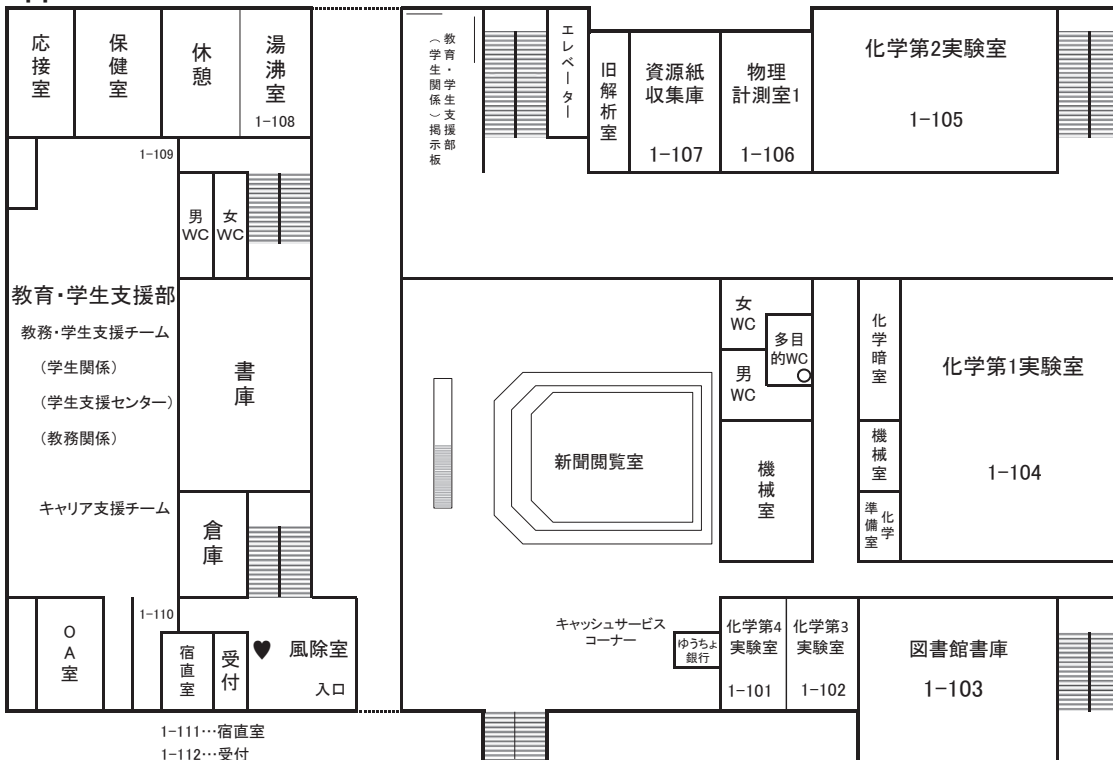 応接室
保健室
休憩
湯沸室
1-108
教育・学生支援部
(学生関係)掲示板
エレベーター
旧解析室
資源紙
収集庫
1-107
物理
計測室1
1-106
化学第2実験室
1-105
1-109
男
WC
女
WC
教育・学生支援部
教務・学生支援チーム
(学生関係)
(学生支援センター)
(教務関係)
キャリア支援チーム
書庫
倉庫
新聞閲覧室
女
WC
多目
的WC
男
WC
機械室
化学暗室
機械室
化学
準備室
化学第1実験室
1-104
OA室
1-110
宿直室
受付
♥
風除室
入口
1-111…宿直室
1-112…受付
キャッシュサービス
コーナー
ゆうちょ
銀行
化学第4
実験室
1-101
化学第3
実験室
1-102
図書館書庫
1-103